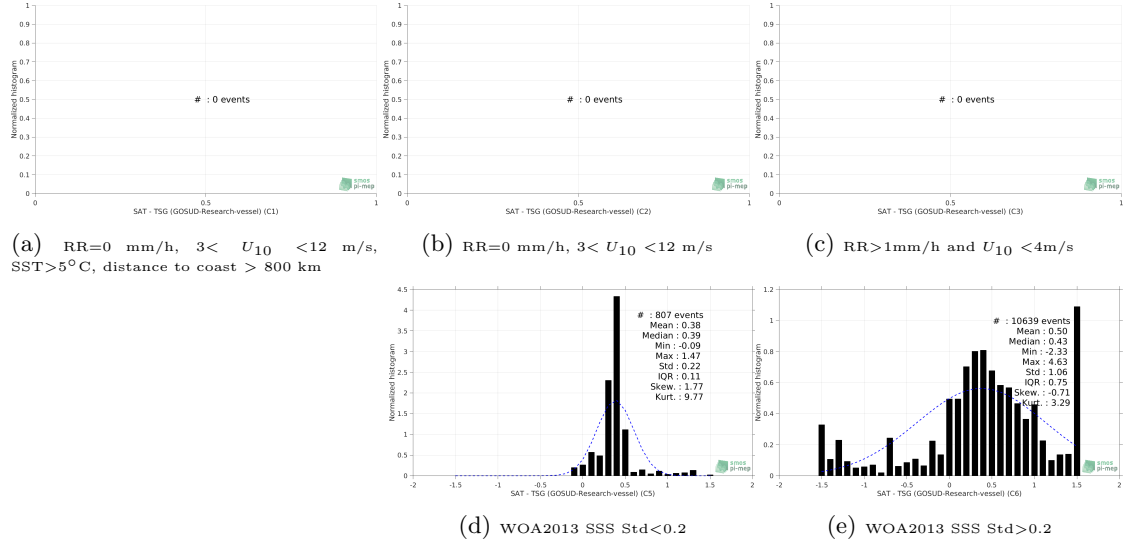 1
0.9
0.8
0.7
0.6
0.5
0.4
0.3
0.2
0.1
0
Normalized histogram
# : 0 events
smos
pi-mep
0 0.5 1
SAT - TSG (GOSUD-Research-vessel) (C1)
1
0.9
0.8
0.7
0.6
0.5
0.4
0.3
0.2
0.1
0
Normalized histogram
# : 0 events
smos
pi-mep
0 0.5 1
SAT - TSG (GOSUD-Research-vessel) (C2)
1
0.9
0.8
0.7
0.6
0.5
0.4
0.3
0.2
0.1
0
Normalized histogram
# : 0 events
smos
pi-mep
0 0.5 1
SAT - TSG (GOSUD-Research-vessel) (C3)
(a) RR=0 mm/h, 3< U10 <12 m/s,
SST>5°C, distance to coast > 800 km
(b) RR=0 mm/h, 3< U10 <12 m/s
(c) RR>1mm/h and U10 <4m/s
4.5
4
3.5
3
2.5
2
1.5
1
0.5
0
Normalized histogram
# : 807 events
Mean : 0.38
Median : 0.39
Min : -0.09
Max : 1.47
Std : 0.22
IQR : 0.11
Skew. : 1.77
Kurt. : 9.77
smos
pi-mep
-2 -1.5 -1 -0.5 0 0.5 1 1.5 2
SAT - TSG (GOSUD-Research-vessel) (C5)
1.2
1
0.8
0.6
0.4
0.2
0
Normalized histogram
# : 10639 events
Mean : 0.50
Median : 0.43
Min : -2.33
Max : 4.63
Std : 1.06
IQR : 0.75
Skew. : -0.71
Kurt. : 3.29
smos
pi-mep
-2 -1.5 -1 -0.5 0 0.5 1 1.5 2
SAT - TSG (GOSUD-Research-vessel) (C6)
(d) WOA2013 SSS Std<0.2
(e) WOA2013 SSS Std>0.2